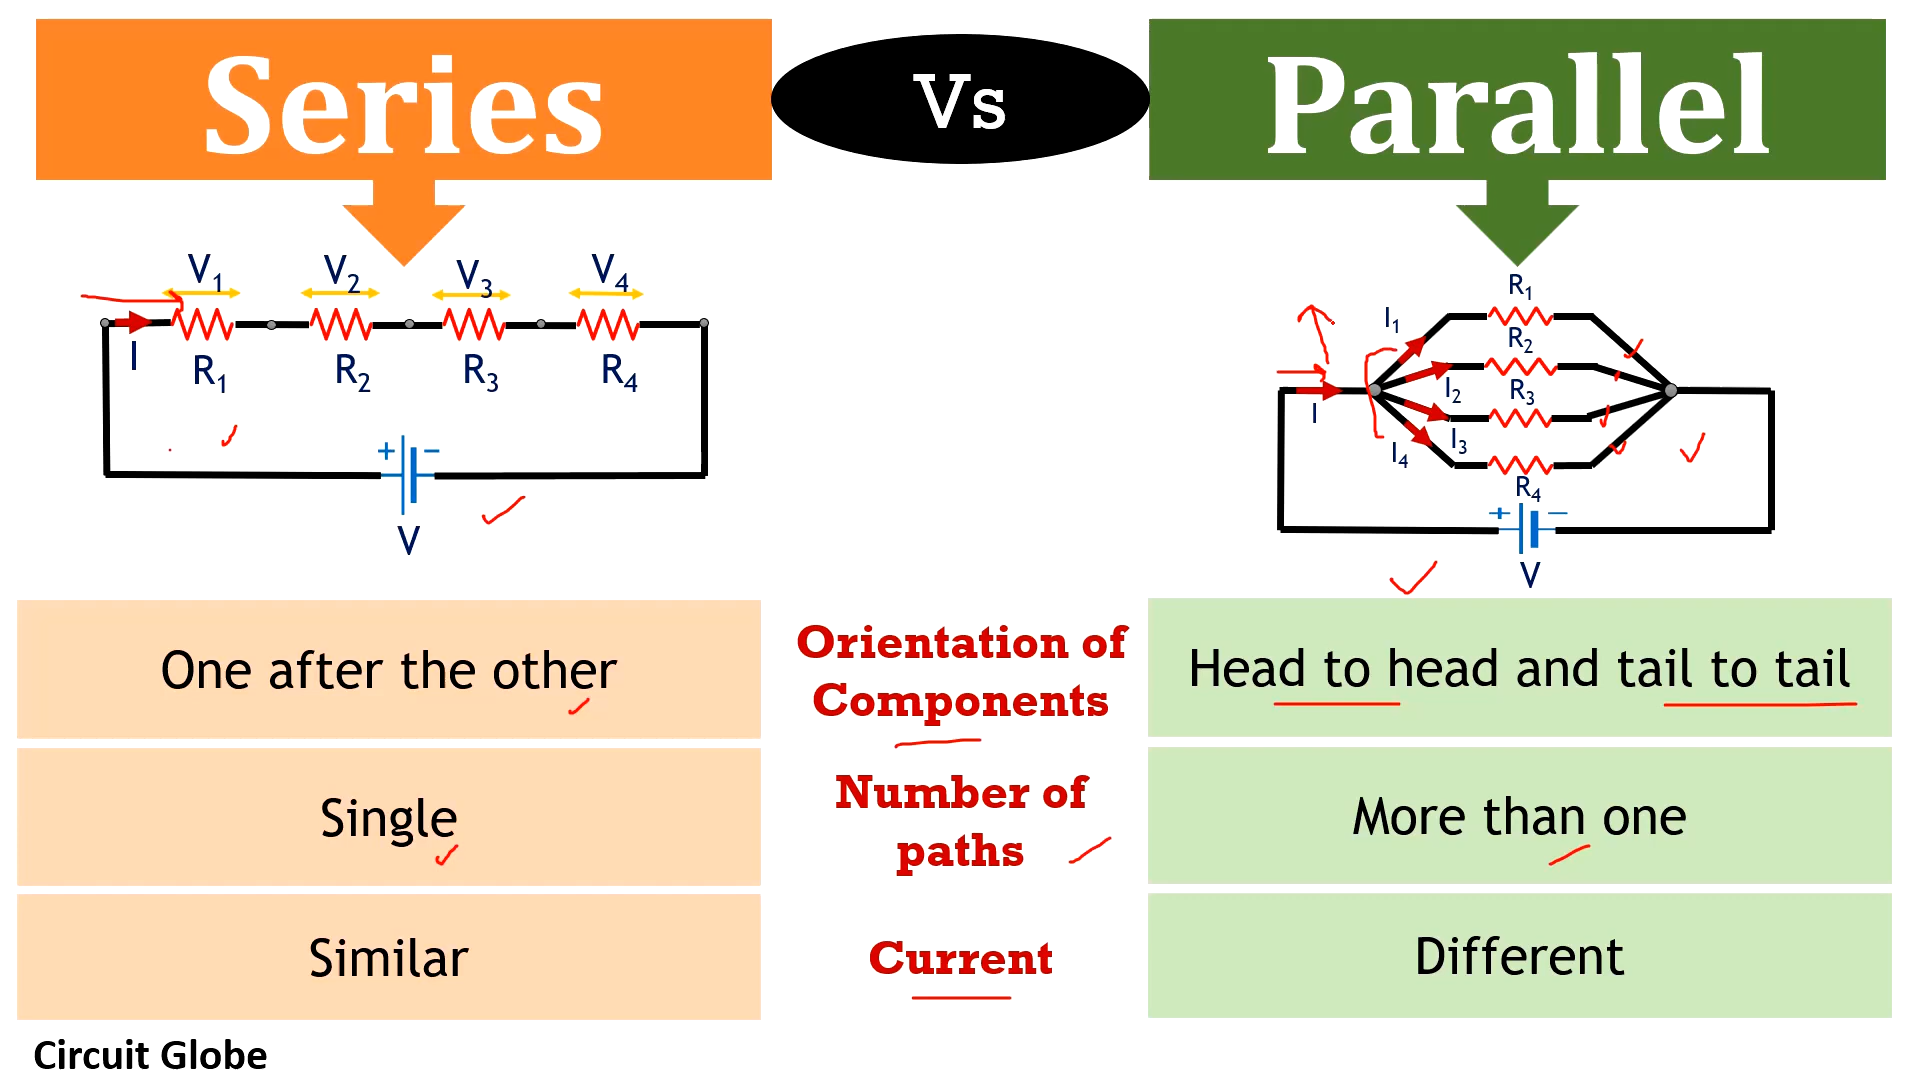 Series
Vs
Parallel
V1 V2 V3 V4
I
R1 R2 R3 R4
+ −
V
R1
I1
R2
I2
R3
I
I3
I4
R4
+ −
V
One after the other
Orientation of
Components
Head to head and tail to tail
Single
Number of
paths
More than one
Similar
Current
Different
Circuit Globe